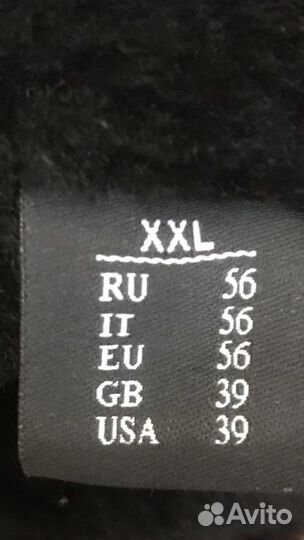 XXL
RU 56
IT 56
EU 56
GB 39
USA 39
Avito